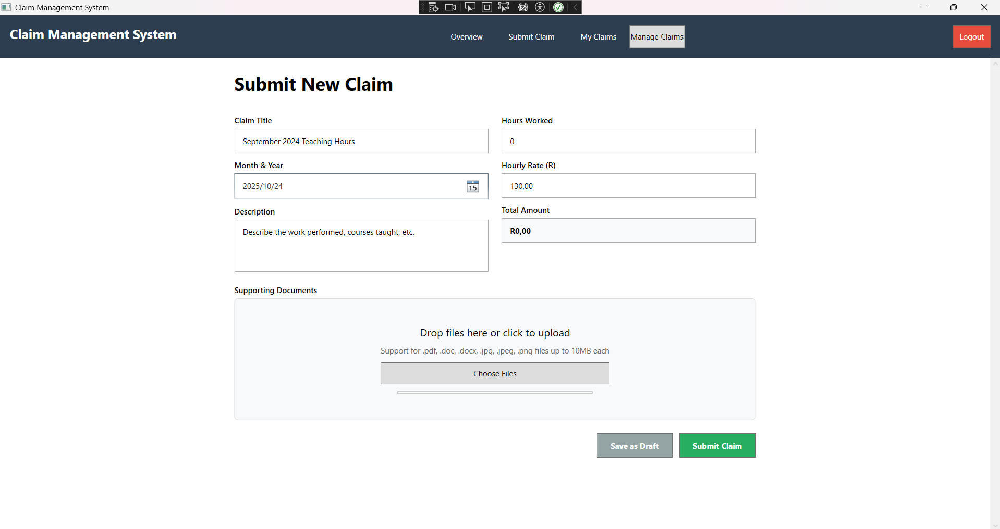 Claim Management System
Claim Management System
Overview
Submit Claim
My Claims
Manage Claims
Logout
Submit New Claim
Claim Title
September 2024 Teaching Hours
Hours Worked
0
Month & Year
2025/10/24
15
Hourly Rate (R)
130,00
Description
Describe the work performed, courses taught, etc.
Total Amount
R0,00
Supporting Documents
Drop files here or click to upload
Support for .pdf, .doc, .docx, .jpg, .jpeg, .png files up to 10MB each
Choose Files
Save as Draft
Submit Claim